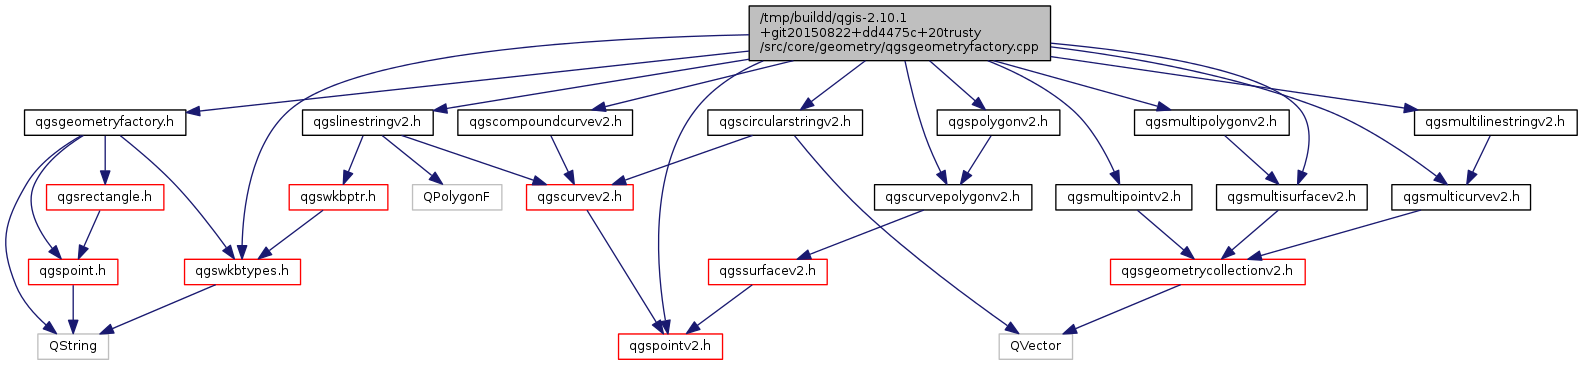 /tmp/buildd/qgis-2.10.1
+git20150822+dd4475c+20trusty
/src/core/geometry/qgsgeometryfactory.cpp
qgsgeometryfactory.h
qgslinestringv2.h
qgscompoundcurvev2.h
qgscircularstringv2.h
qgspolygonv2.h
qgsmultipolygonv2.h
qgsmultilinestringv2.h
qgsrectangle.h
qgswkbptr.h
QPolygonF
qgscurvev2.h
qgscurvepolygonv2.h
qgsmultipointv2.h
qgsmultisurfacev2.h
qgsmulticurvev2.h
qgspoint.h
qgswkbtypes.h
qgssurfacev2.h
qgsgeometrycollectionv2.h
QString
qgspointv2.h
QVector